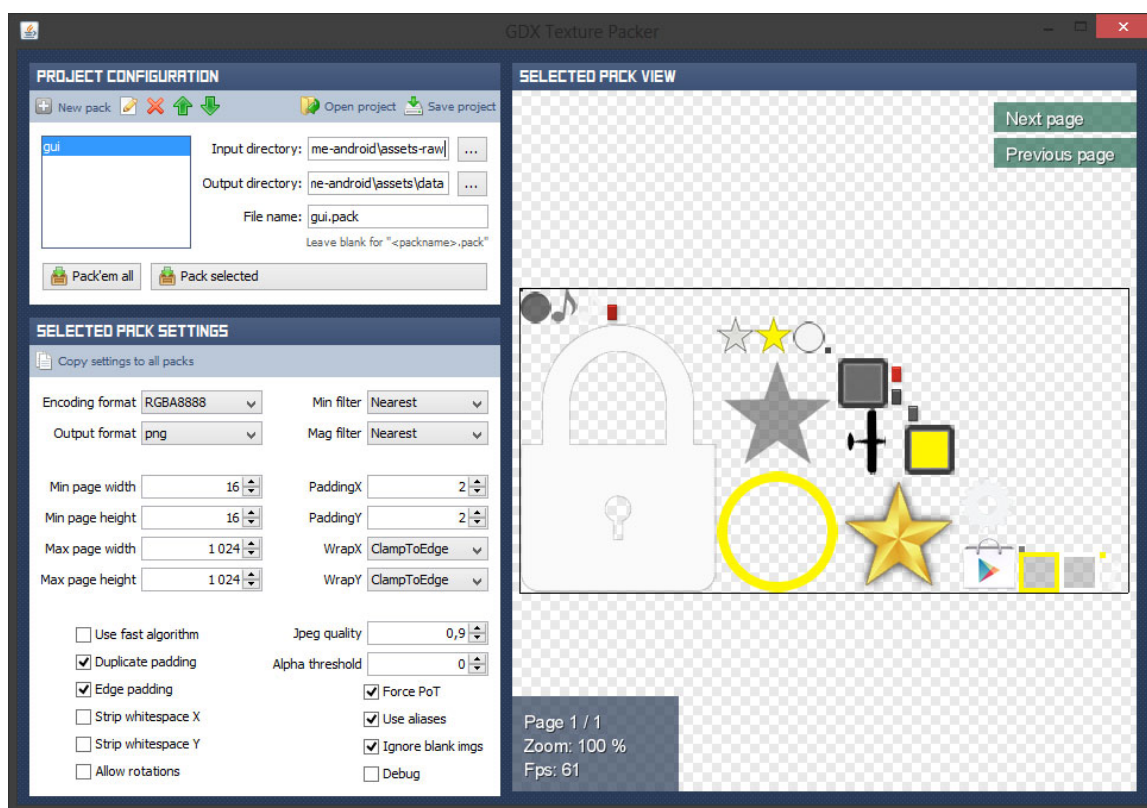 GDX Texture Packer
PROJECT CONFIGURATION
New pack
Open project
Save project
gui
Input directory: me-android\assets-raw ...
Output directory: ne-android\assets\data ...
File name: gui.pack
Leave blank for "<packname>.pack"
Pack'em all
Pack selected
SELECTED PACK SETTINGS
Copy settings to all packs
Encoding format RGBA8888
Min filter Nearest
Output format png
Mag filter Nearest
Min page width 16
PaddingX 2
Min page height 16
PaddingY 2
Max page width 1 024
WrapX ClampToEdge
Max page height 1 024
WrapY ClampToEdge
Use fast algorithm
Jpeg quality 0,9
Duplicate padding
Alpha threshold 0
Edge padding
Force PoT
Strip whitespace X
Use aliases
Strip whitespace Y
Ignore blank imgs
Allow rotations
Debug
SELECTED PACK VIEW
Next page
Previous page
Page 1 / 1
Zoom: 100 %
Fps: 61